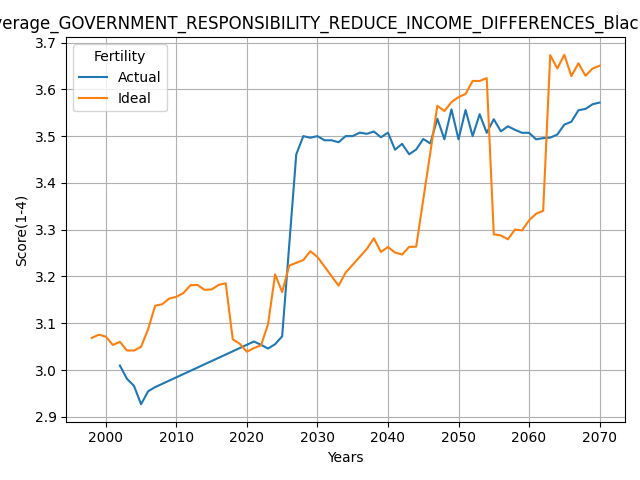 verage_GOVERNMENT_RESPONSIBILITY_REDUCE_INCOME_DIFFERENCES_Blac
Fertility
Actual
Ideal
3.7
3.6
3.5
3.4
3.3
3.2
3.1
3.0
2.9
Score(1-4)
2000 2010 2020 2030 2040 2050 2060 2070
Years